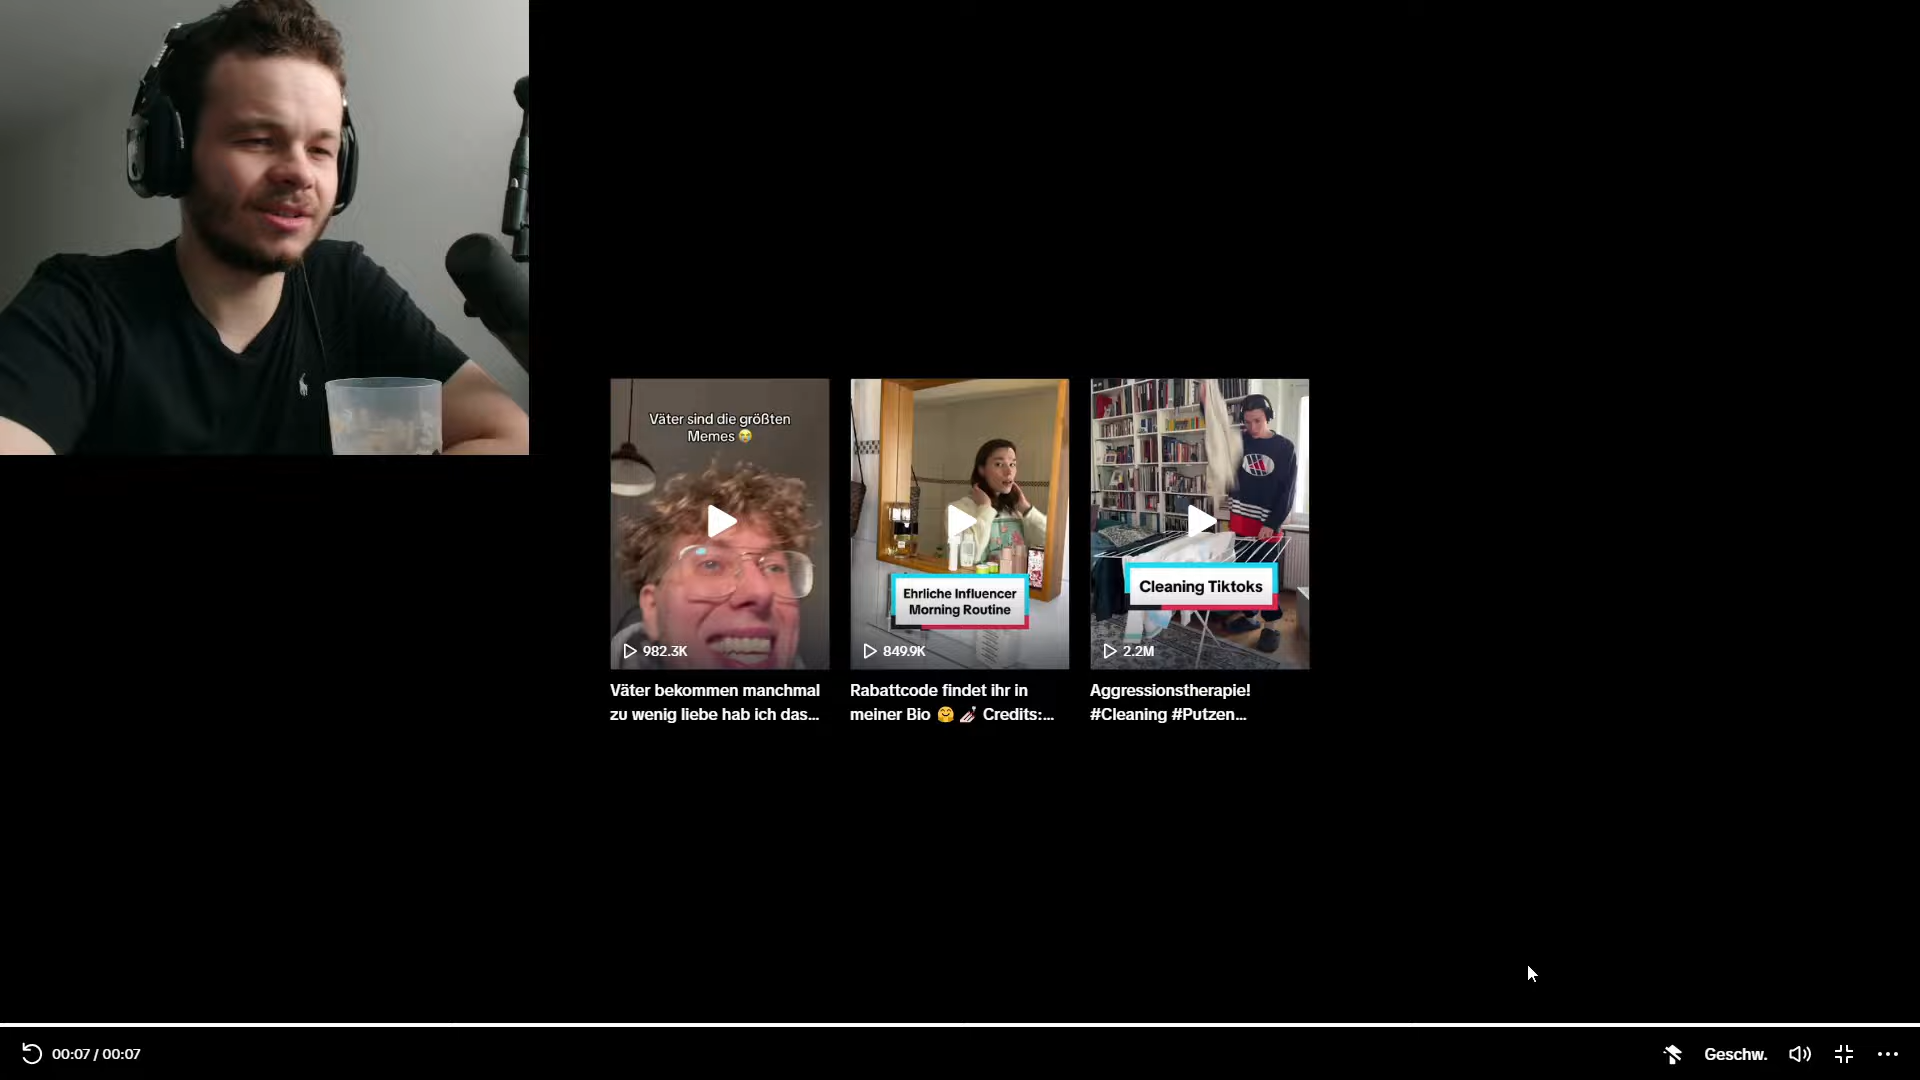 Väter sind die größten
Memes 😭
982.3K
Väter bekommen manchmal
zu wenig liebe hab ich das...
Ehrliche Influencer
Morning Routine
849.9K
Rabattcode findet ihr in
meiner Bio 🤗 💅 Credits:...
Cleaning Tiktoks
2.2M
Aggressionstherapie!
#Cleaning #Putzen...
00:07 / 00:07
Geschw.